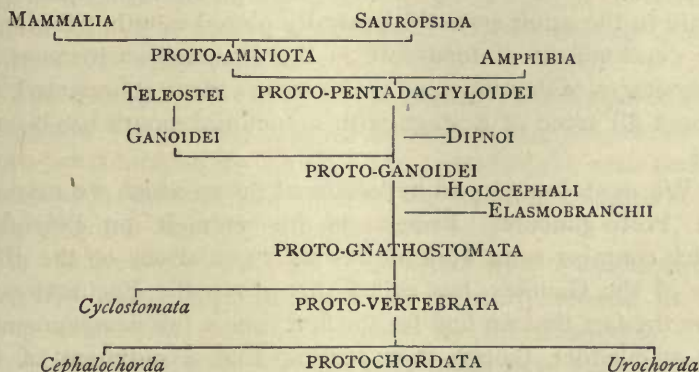 MAMMALIA SAUROPSIDA
PROTO-AMNIOTA AMPHIBIA
TELEOSTEI PROTO-PENTADACTYLOIDEI
GANOIDEI DIPNOI
PROTO-GANOIDEI
HOLOCEPHALI
ELASMOBRANCHII
PROTO-GNATHOSTOMATA
Cyclostomata PROTO-VERTEBRATA
Cephalochorda PROTOCHORDATA Urochorda